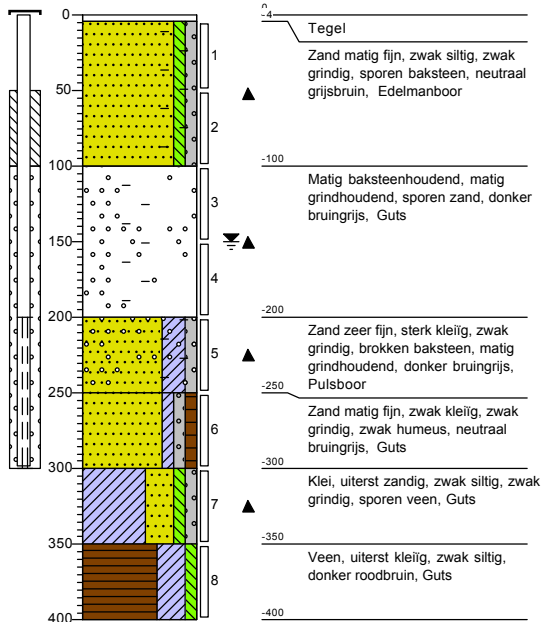 0
-4
Tegel
Zand matig fijn, zwak siltig, zwak
grindig, sporen baksteen, neutraal
grijsbruin, Edelmanboor
-100
Matig baksteenhoudend, matig
grindhoudend, sporen zand, donker
bruingrijs, Guts
-200
Zand zeer fijn, sterk kleiïg, zwak
grindig, brokken baksteen, matig
grindhoudend, donker bruingrijs,
Pulsboor
-250
Zand matig fijn, zwak kleiïg, zwak
grindig, zwak humeus, neutraal
bruingrijs, Guts
-300
Klei, uiterst zandig, zwak siltig, zwak
grindig, sporen veen, Guts
-350
Veen, uiterst kleiïg, zwak siltig,
donker roodbruin, Guts
-400
0
50
100
150
200
250
300
350
400
1
2
3
4
5
6
7
8